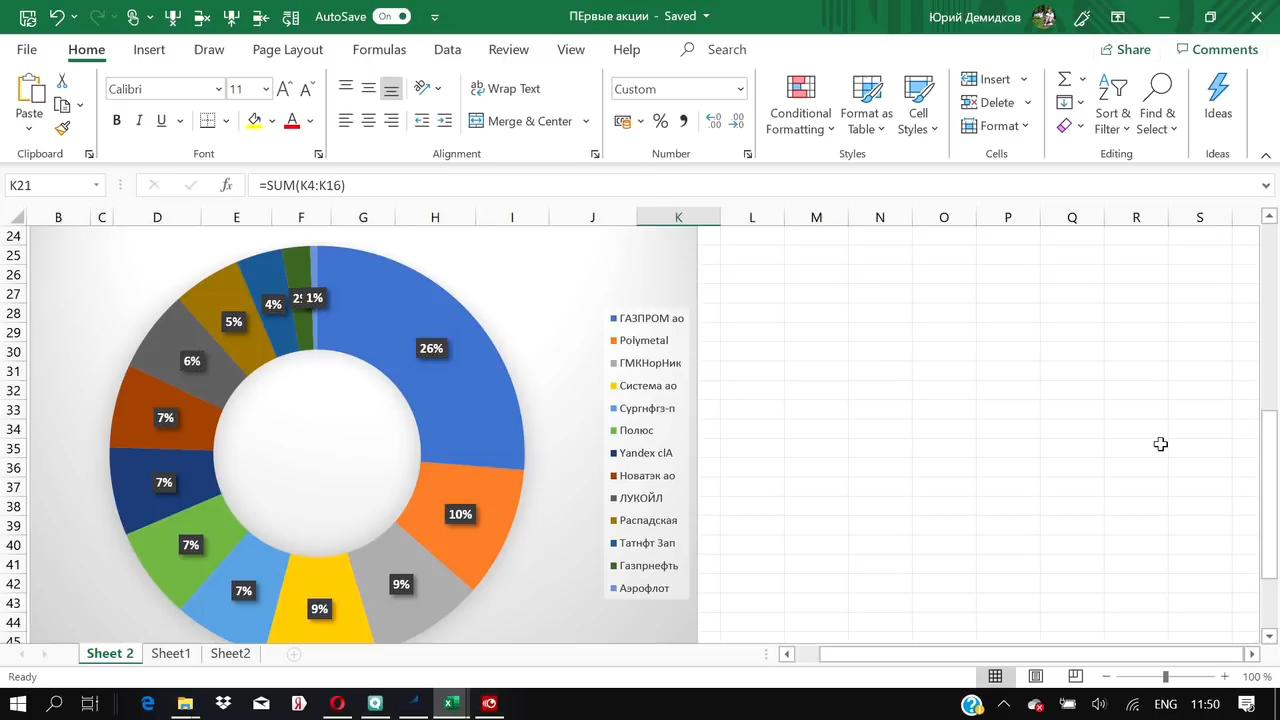 AutoSave On ПЕрвые акции - Saved Юрий Демидков
File Home Insert Draw Page Layout Formulas Data Review View Help Search Share Comments
Paste Calibri 11 Wrap Text Custom Conditional Formatting Format as Table Cell Styles Insert Sort & Filter Find & Select Ideas
B I U Merge & Center % Delete
Format
Clipboard Font Alignment Number Styles Cells Editing Ideas
K21 fx =SUM(K4:K16)
B C D E F G H I J K L M N O P Q R S
24
25
26
27
28
29
30
31
32
33
34
35
36
37
38
39
40
41
42
43
44
45
26%
10%
9%
9%
7%
7%
7%
7%
6%
5%
4%
1%
ГАЗПРОМ ао
Polymetal
ГМКНорНик
Система ао
Сургнфгз-п
Полюс
Yandex clA
Новатэк ао
ЛУКОЙЛ
Распадская
Татнфт 3ап
Газпрнефть
Аэрофлот
Sheet 2 Sheet1 Sheet2
Ready 100 %
ENG 11:50